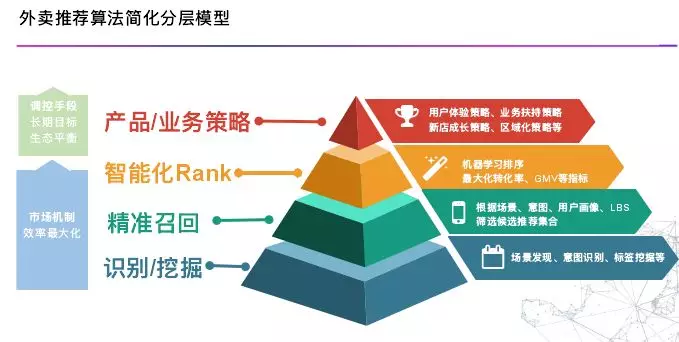 外卖推荐算法简化分层模型
调控手段
长期目标
生态平衡
市场机制
效率最大化
产品/业务策略
智能化Rank
精准召回
识别/挖掘
用户体验策略、业务扶持策略
新店成长策略、区域化策略等
机器学习排序
最大化转化率、GMV等指标
根据场景、意图、用户画像、LBS
筛选候选推荐集合
场景发现、意图识别、标签挖掘等